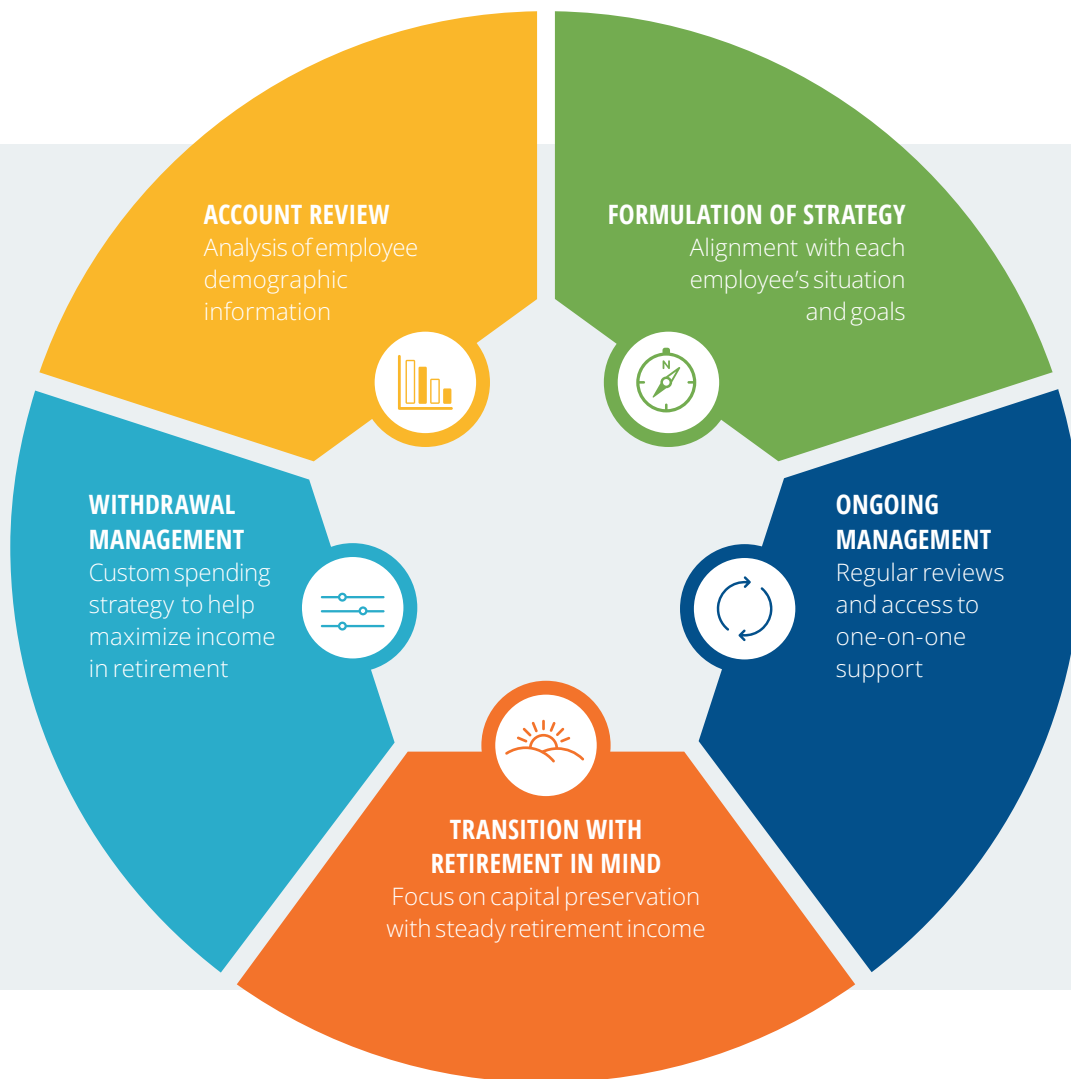 ACCOUNT REVIEW
Analysis of employee
demographic
information
FORMULATION OF STRATEGY
Alignment with each
employee’s situation
and goals
N
ONGOING
MANAGEMENT
Regular reviews
and access to
one-on-one
support
TRANSITION WITH
RETIREMENT IN MIND
Focus on capital preservation
with steady retirement income
WITHDRAWAL
MANAGEMENT
Custom spending
strategy to help
maximize income
in retirement